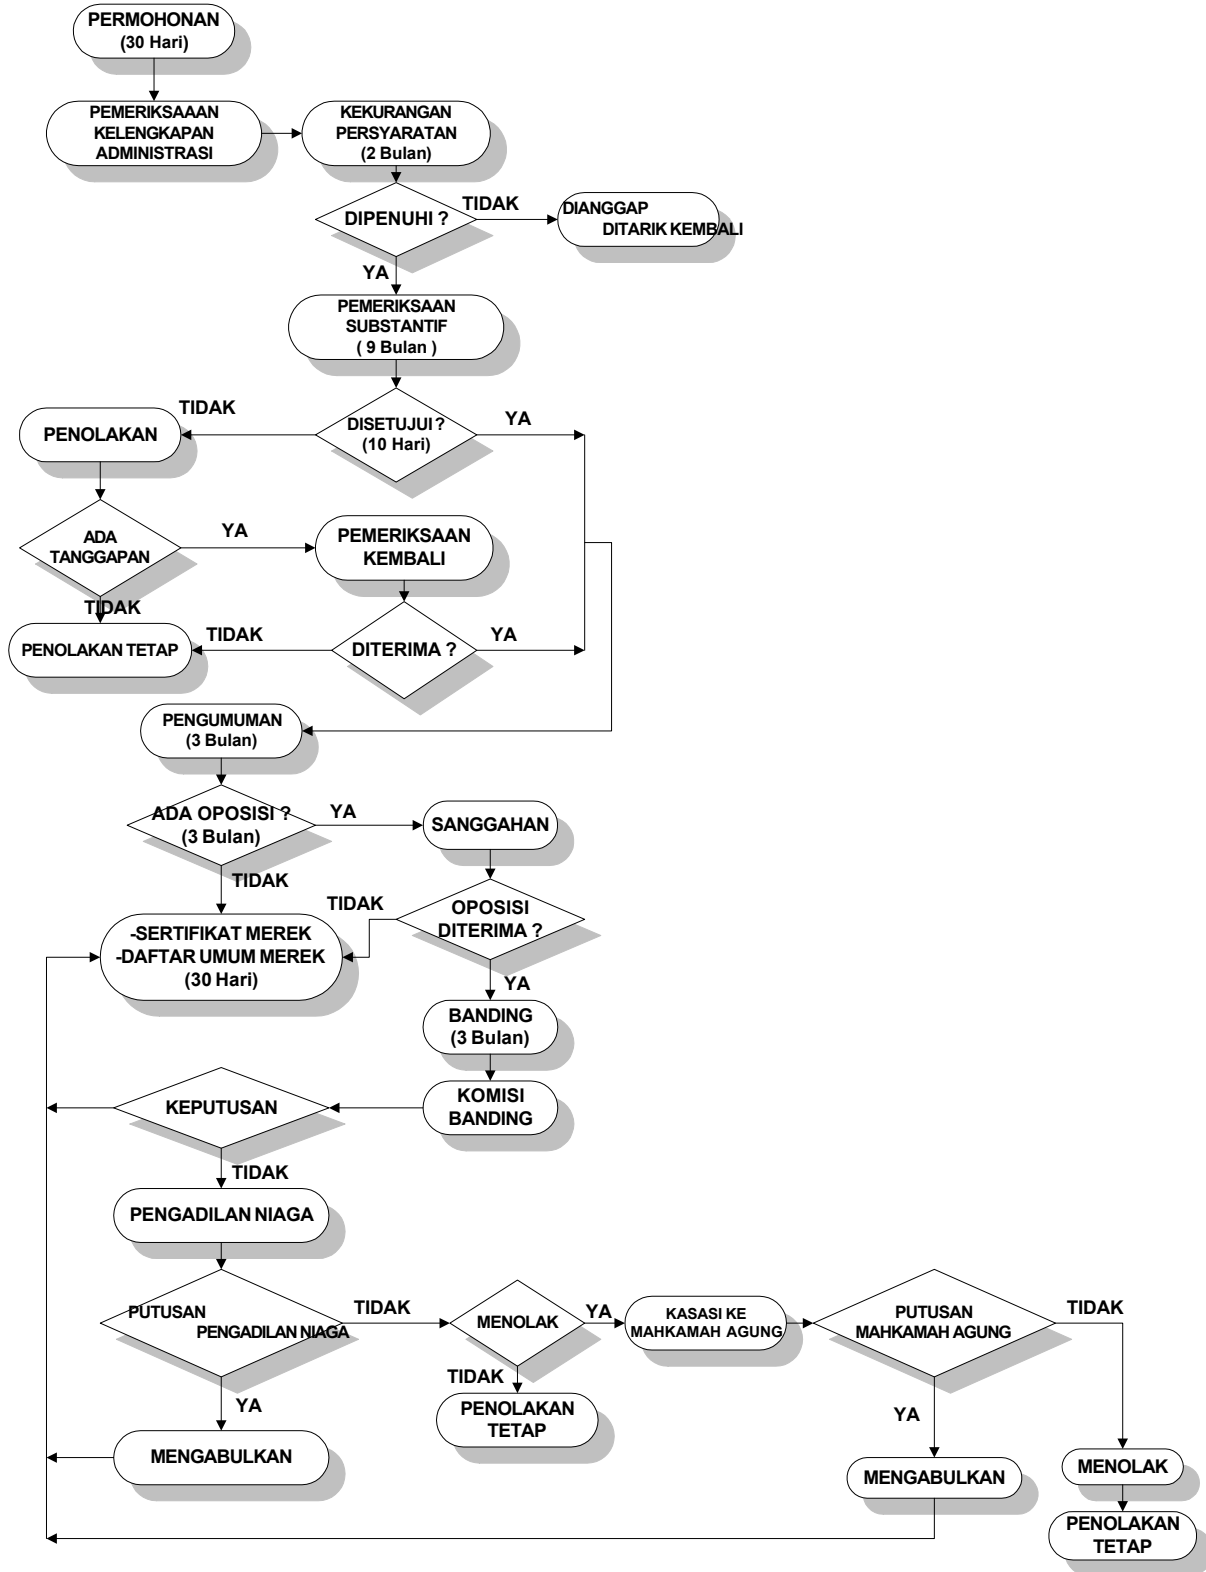 PERMOHONAN
(30 Hari)
PEMERIKSAAAN
KELENGKAPAN
ADMINISTRASI
KEKURANGAN
PERSYARATAN
(2 Bulan)
DIPENUHI ?
TIDAK
DIANGGAP
DITARIK KEMBALI
YA
PEMERIKSAAN
SUBSTANTIF
( 9 Bulan )
TIDAK
DISETUJUI ?
(10 Hari)
YA
PENOLAKAN
ADA
TANGGAPAN
YA
PEMERIKSAAN
KEMBALI
TIDAK
PENOLAKAN TETAP
TIDAK
DITERIMA ?
YA
PENGUMUMAN
(3 Bulan)
ADA OPOSISI ?
(3 Bulan)
YA
SANGGAHAN
TIDAK
TIDAK
OPOSISI
DITERIMA ?
-SERTIFIKAT MEREK
-DAFTAR UMUM MEREK
(30 Hari)
YA
BANDING
(3 Bulan)
KOMISI
BANDING
KEPUTUSAN
TIDAK
PENGADILAN NIAGA
PUTUSAN
PENGADILAN NIAGA
TIDAK
MENOLAK
YA
KASASI KE
MAHKAMAH AGUNG
PUTUSAN
MAHKAMAH AGUNG
TIDAK
TIDAK
PENOLAKAN
TETAP
YA
MENGABULKAN
YA
MENGABULKAN
MENOLAK
PENOLAKAN
TETAP